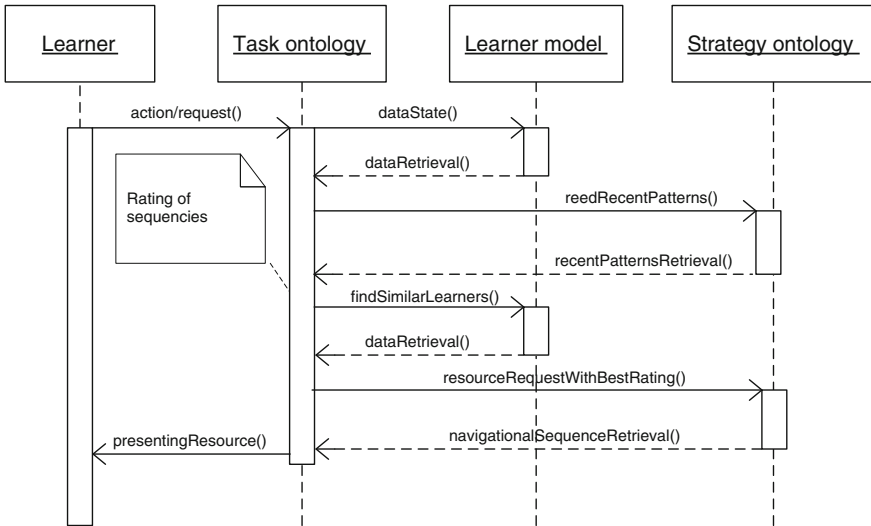 Learner
Task ontology
Learner model
Strategy ontology
action/request()
dataState()
dataRetrieval()
Rating of
sequencies
reedRecentPatterns()
recentPatternsRetrieval()
findSimilarLearners()
dataRetrieval()
resourceRequestWithBestRating()
presentingResource()
navigationalSequenceRetrieval()